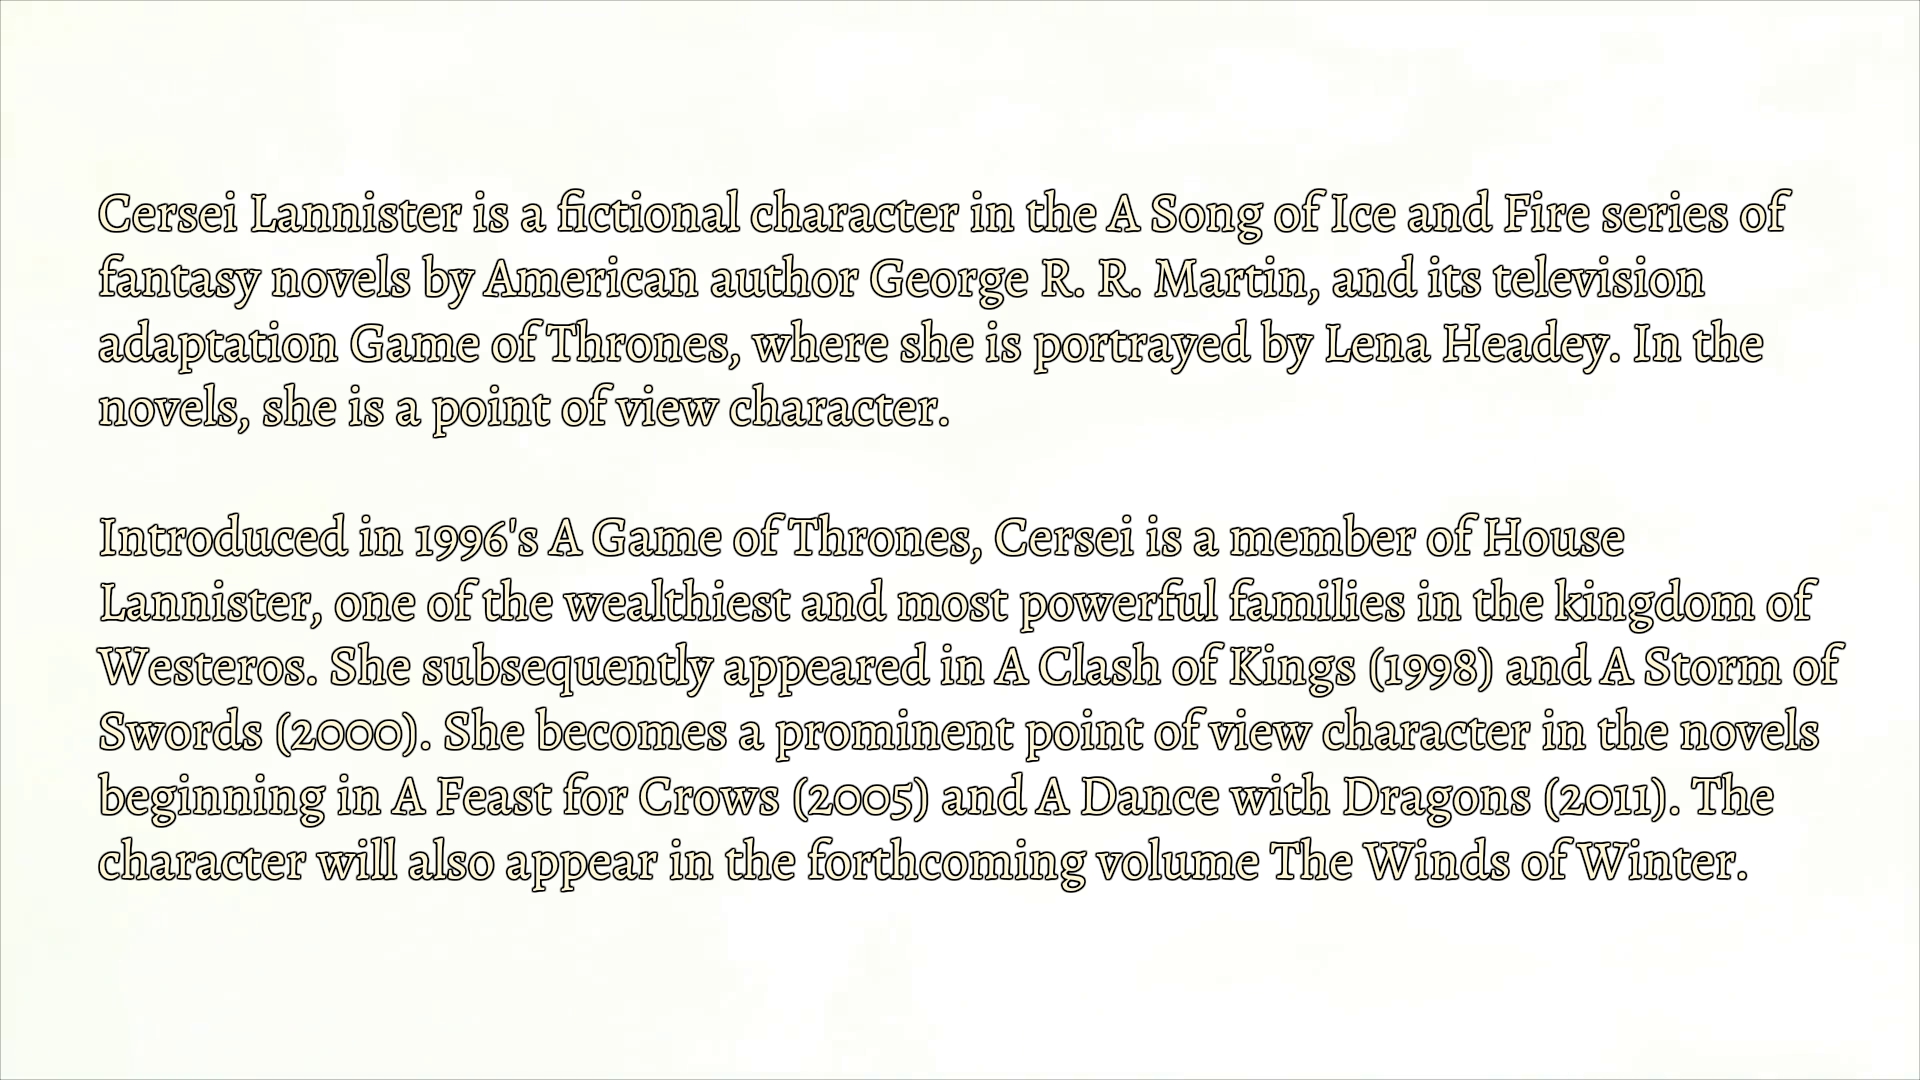 Cersei Lannister is a fictional character in the A Song of Ice and Fire series of
fantasy novels by American author George R. R. Martin, and its television
adaptation Game of Thrones, where she is portrayed by Lena Headey. In the
novels, she is a point of view character.
Introduced in 1996's A Game of Thrones, Cersei is a member of House
Lannister, one of the wealthiest and most powerful families in the kingdom of
Westeros. She subsequently appeared in A Clash of Kings (1998) and A Storm of
Swords (2000). She becomes a prominent point of view character in the novels
beginning in A Feast for Crows (2005) and A Dance with Dragons (2011). The
character will also appear in the forthcoming volume The Winds of Winter.